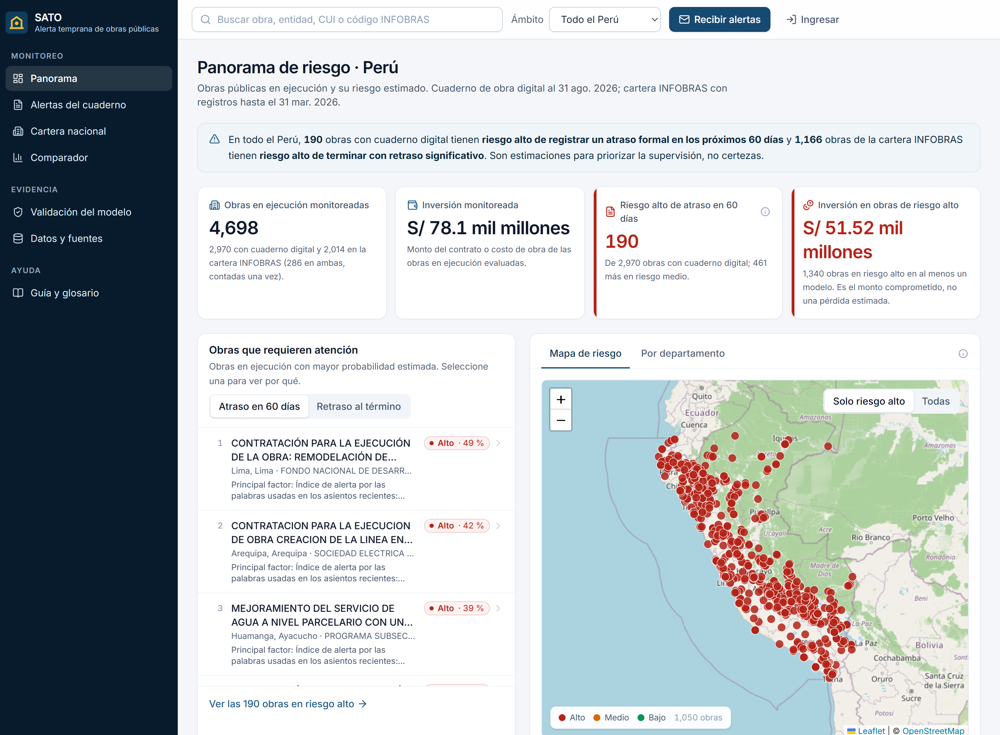 SATO
Alerta temprana de obras públicas
MONITOREO
Panorama
Alertas del cuaderno
Cartera nacional
Comparador
EVIDENCIA
Validación del modelo
Datos y fuentes
AYUDA
Guía y glosario
Buscar obra, entidad, CUI o código INFOBRAS
Ámbito
Todo el Perú
Recibir alertas
Ingresar
Panorama de riesgo · Perú
Obras públicas en ejecución y su riesgo estimado. Cuaderno de obra digital al 31 ago. 2026; cartera INFOBRAS con
registros hasta el 31 mar. 2026.
En todo el Perú, 190 obras con cuaderno digital tienen riesgo alto de registrar un atraso formal en los próximos 60 días y 1,166 obras de la cartera INFOBRAS
tienen riesgo alto de terminar con retraso significativo. Son estimaciones para priorizar la supervisión, no certezas.
Obras en ejecución monitoreadas
4,698
2,970 con cuaderno digital y 2,014 en la
cartera INFOBRAS (286 en ambas,
contadas una vez).
Inversión monitoreada
S/ 78.1 mil millones
Monto del contrato o costo de obra de las
obras en ejecución evaluadas.
Riesgo alto de atraso en 60
días
190
De 2,970 obras con cuaderno digital; 461
más en riesgo medio.
Inversión en obras de riesgo alto
S/ 51.52 mil
millones
1,340 obras en riesgo alto en al menos un
modelo. Es el monto comprometido, no
una pérdida estimada.
Obras que requieren atención
Obras en ejecución con mayor probabilidad estimada. Seleccione
una para ver por qué.
Atraso en 60 días
Retraso al término
1
CONTRATACIÓN PARA LA EJECUCIÓN
DE LA OBRA: REMODELACIÓN DE...
Lima, Lima · FONDO NACIONAL DE DESARR...
Principal factor: Índice de alerta por las
palabras usadas en los asientos recientes:...
Alto · 49 %
2
CONTRATACION PARA LA EJECUCION
DE OBRA CREACION DE LA LINEA EN...
Arequipa, Arequipa · SOCIEDAD ELECTRICA ...
Principal factor: Índice de alerta por las
palabras usadas en los asientos recientes:...
Alto · 42 %
3
MEJORAMIENTO DEL SERVICIO DE
AGUA A NIVEL PARCELARIO CON UN...
Huamanga, Ayacucho · PROGRAMA SUBSEC...
Principal factor: Índice de alerta por las
palabras usadas en los asientos recientes:...
Alto · 39 %
Ver las 190 obras en riesgo alto →
Mapa de riesgo
Por departamento
+
−
Solo riesgo alto
Todas
Quito
Ecuador
Cuenca
Amazonas
Amazonas
Porto Velho
Acre
Ucayali
Rio Branco
Rondônia
Madre de
Dios
Beni
La Paz
La Paz
Bolivia
Cochabamba
Oruro
Santa Cruz
de la Sierra
Sucre
Potosí
Alto
Medio
Bajo
1,050 obras
Leaflet | © OpenStreetMap